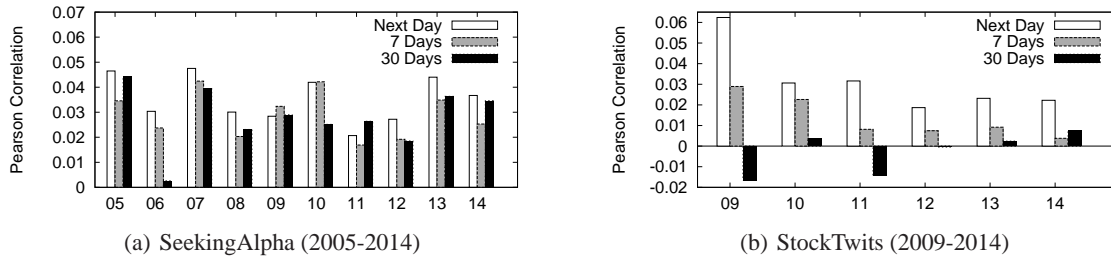 Pearson Correlation
0.07
0.06
0.05
0.04
0.03
0.02
0.01
0
Next Day
7 Days
30 Days
05 06 07 08 09 10 11 12 13 14
(a) SeekingAlpha (2005-2014)
Pearson Correlation
0.06
0.05
0.04
0.03
0.02
0.01
0
-0.01
-0.02
Next Day
7 Days
30 Days
09 10 11 12 13 14
(b) StockTwits (2009-2014)